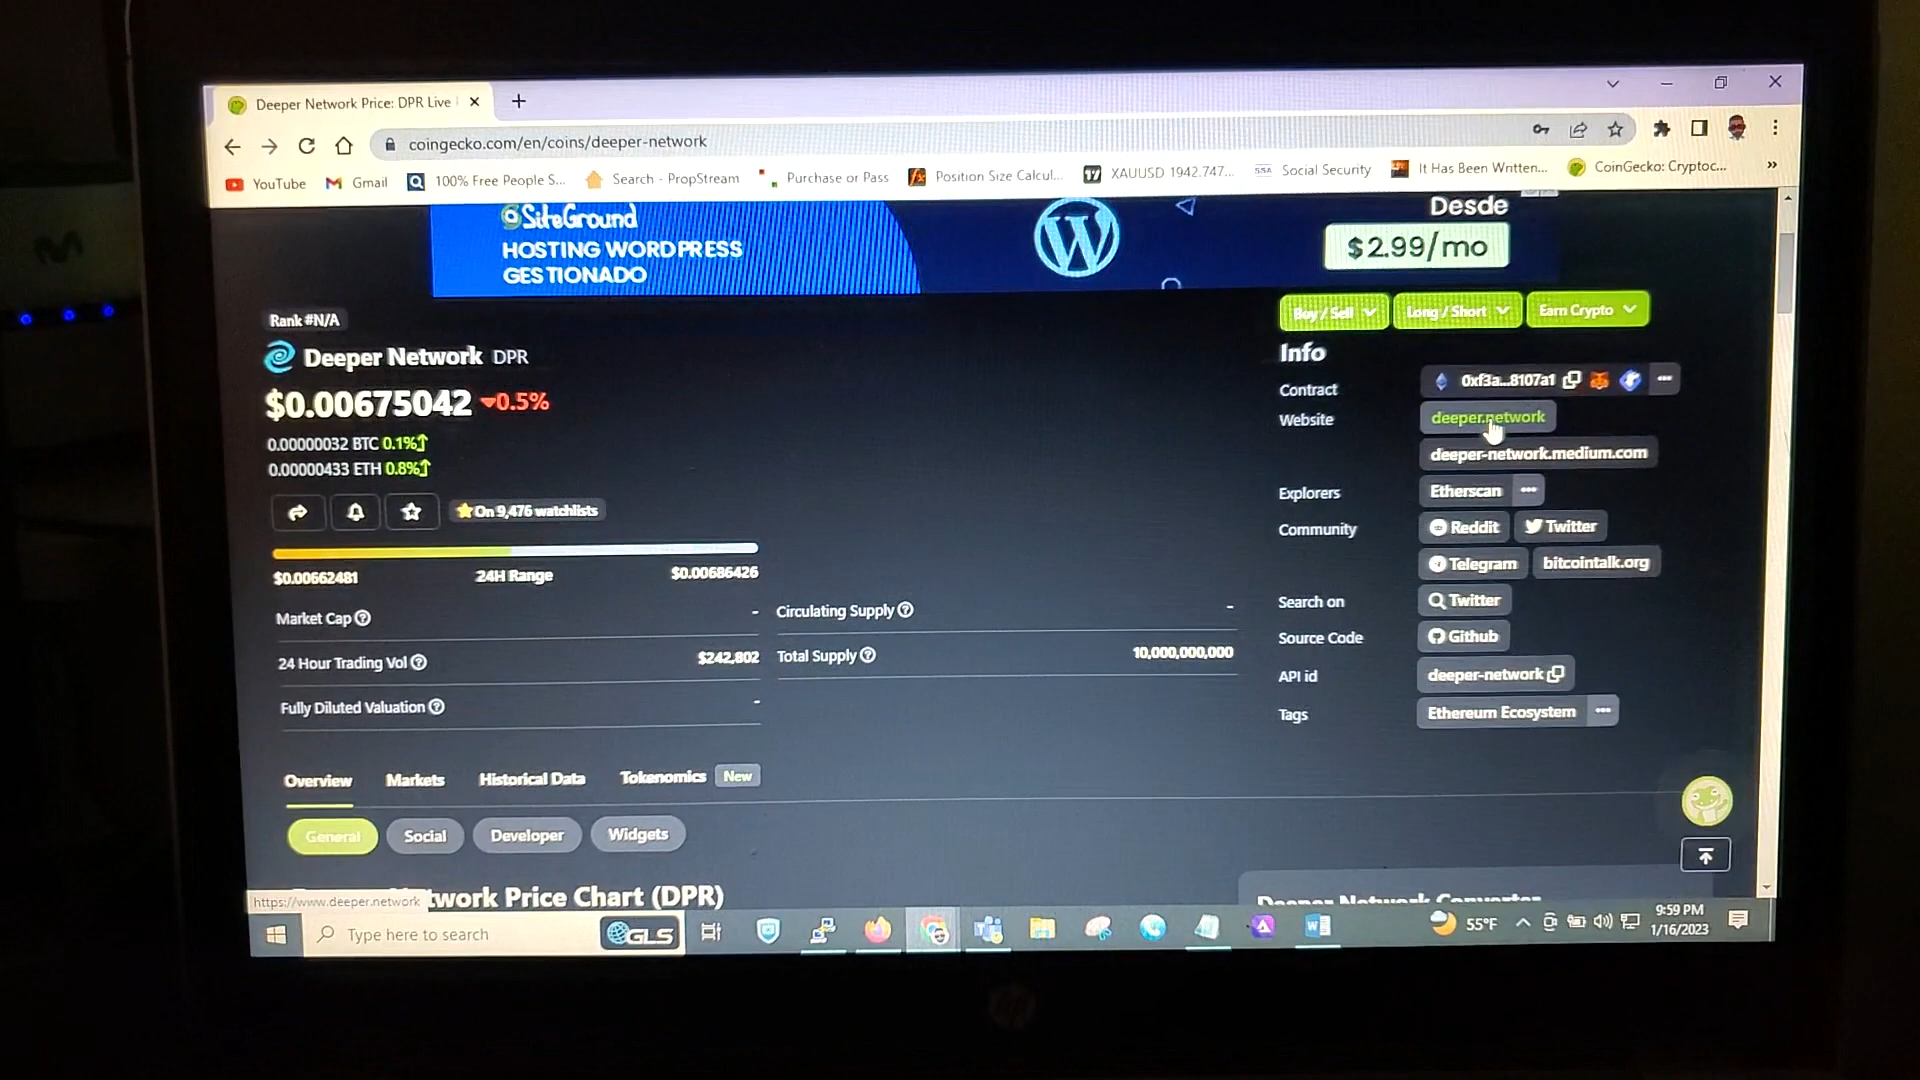 Deeper Network Price: DPR Live
coingecko.com/en/coins/deeper-network
YouTube
Gmail
100% Free People S...
Search - PropStream
Purchase or Pass
Position Size Calcul...
XAUUSD 1942.747...
SSA
Social Security
It Has Been Written...
CoinGecko: Cryptoc...
SiteGround
HOSTING WORDPRESS
GESTIONADO
Desde
$2.99/mo
Rank #N/A
Deeper Network DPR
$0.00675042 0.5%
0.00000032 BTC 0.1%
0.00000433 ETH 0.8%
On 9,476 watchlists
$0.00662481 24H Range $0.00686426
Market Cap -
24 Hour Trading Vol $242,802
Fully Diluted Valuation -
Circulating Supply -
Total Supply 10,000,000,000
Buy / Sell
Long / Short
Earn Crypto
Info
Contract 0xf3a...8107a1
Website deeper.network
deeper-network.medium.com
Explorers Etherscan
Community Reddit Twitter
Telegram bitcointalk.org
Search on Twitter
Source Code Github
API id deeper-network
Tags Ethereum Ecosystem
Overview Markets Historical Data Tokenomics New
General Social Developer Widgets
twork Price Chart (DPR)
Deeper Network Converter
https://www.deeper.network
Type here to search
GLS
55°F
9:59 PM
1/16/2023
hp